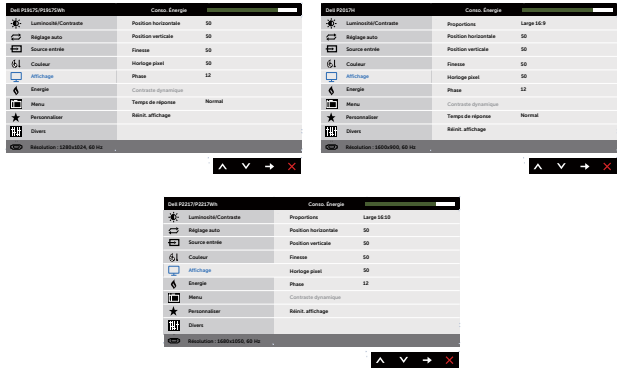 Dell P1917S/P1917SWh Conso. Énergie
Luminosité/Contraste Position horizontale 50
Réglage auto Position verticale 50
Source entrée Finesse 50
Couleur Horloge pixel 50
Affichage Phase 12
Energie Contraste dynamique
Menu Temps de réponse Normal
Personnaliser Réinit. affichage
Divers
Résolution : 1280x1024, 60 Hz
Dell P2017H Conso. Énergie
Luminosité/Contraste Proportions Large 16:9
Réglage auto Position horizontale 50
Source entrée Position verticale 50
Couleur Finesse 50
Affichage Horloge pixel 50
Energie Phase 12
Menu Contraste dynamique
Personnaliser Temps de réponse Normal
Divers Réinit. affichage
Résolution : 1600x900, 60 Hz
Dell P2217/P2217Wh Conso. Énergie
Luminosité/Contraste Proportions Large 16:10
Réglage auto Position horizontale 50
Source entrée Position verticale 50
Couleur Finesse 50
Affichage Horloge pixel 50
Energie Phase 12
Menu Contraste dynamique
Personnaliser Réinit. affichage
Divers
Résolution : 1680x1050, 60 Hz